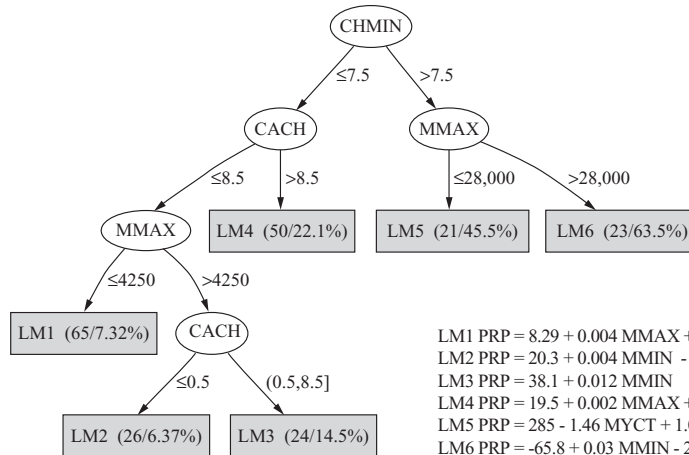 CHMIN
≤7.5
>7.5
CACH
MMAX
≤8.5
>8.5
≤28,000
>28,000
MMAX
LM4 (50/22.1%)
LM5 (21/45.5%)
LM6 (23/63.5%)
≤4250
>4250
LM1 (65/7.32%)
CACH
≤0.5
(0.5,8.5]
LM2 (26/6.37%)
LM3 (24/14.5%)
LM1 PRP = 8.29 + 0.004 MMAX +
LM2 PRP = 20.3 + 0.004 MMIN -
LM3 PRP = 38.1 + 0.012 MMIN
LM4 PRP = 19.5 + 0.002 MMAX +
LM5 PRP = 285 - 1.46 MYCT + 1.
LM6 PRP = -65.8 + 0.03 MMIN - 2